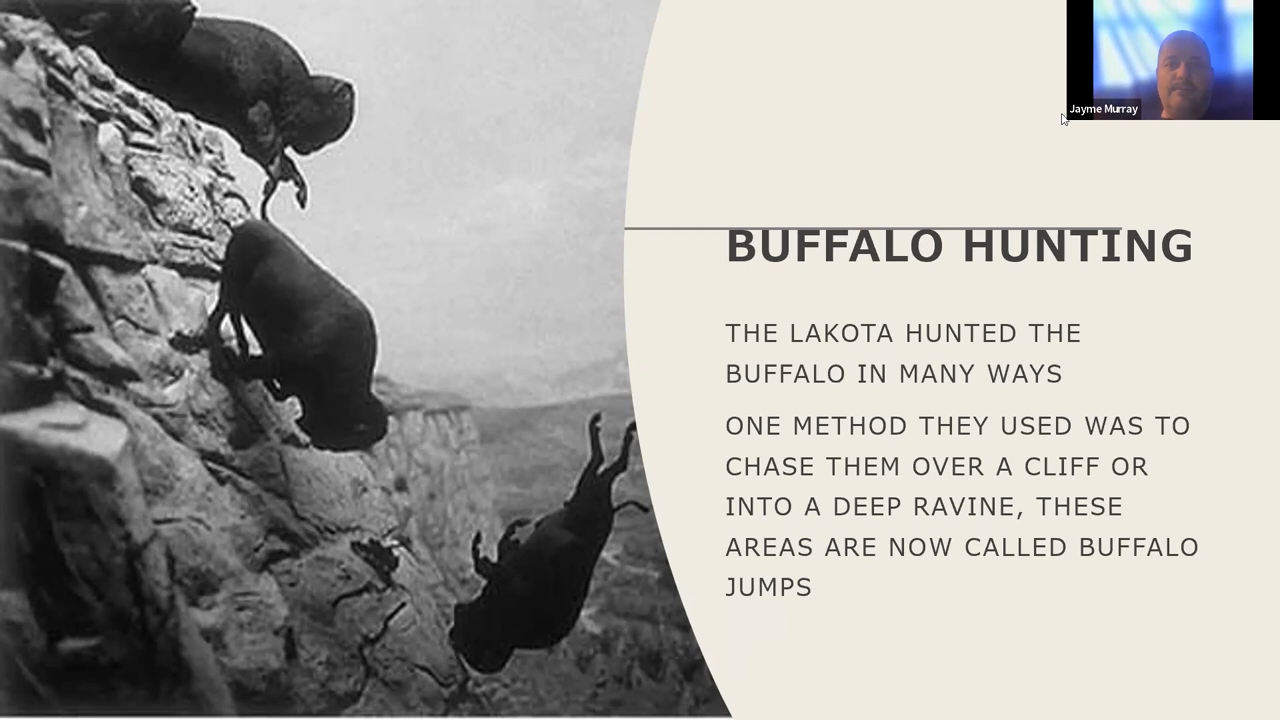 Jayme Murray
BUFFALO HUNTING
THE LAKOTA HUNTED THE
BUFFALO IN MANY WAYS
ONE METHOD THEY USED WAS TO
CHASE THEM OVER A CLIFF OR
INTO A DEEP RAVINE, THESE
AREAS ARE NOW CALLED BUFFALO
JUMPS